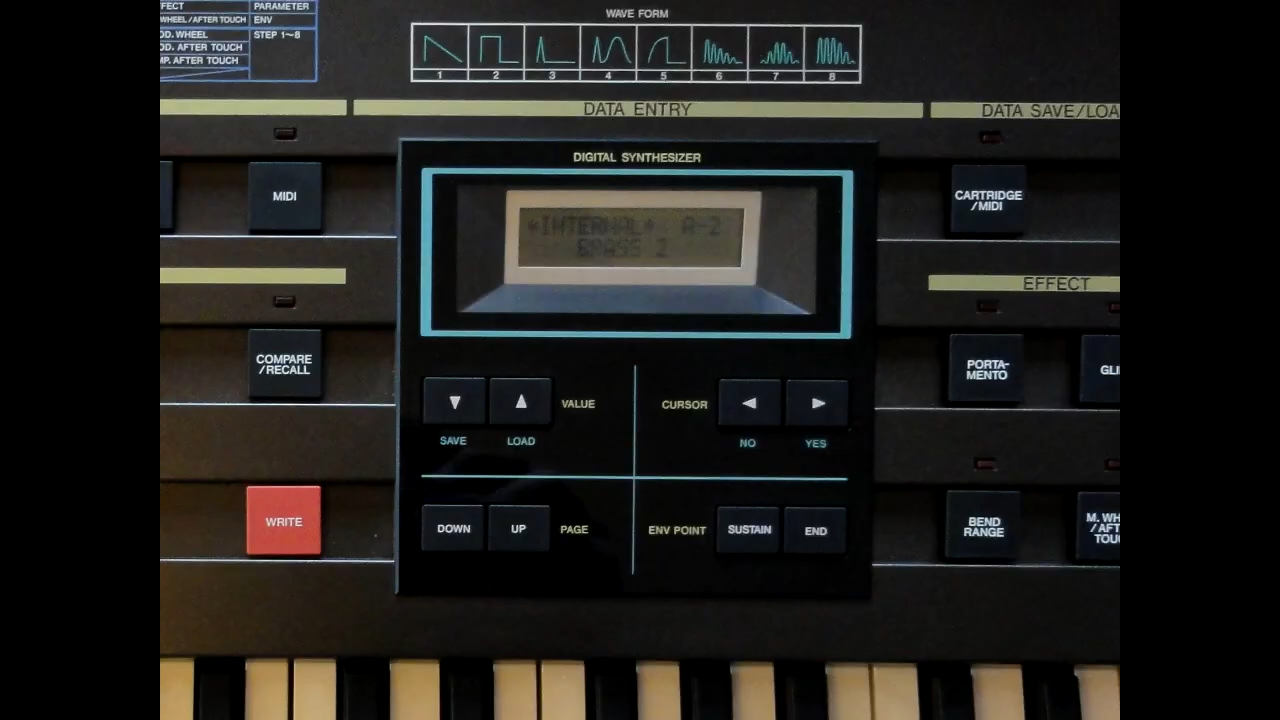 FECT PARAMETER
WHEEL/AFTER TOUCH ENV
OD. WHEEL STEP 1~8
OD. AFTER TOUCH
MP. AFTER TOUCH
WAVE FORM
1 2 3 4 5 6 7 8
DATA ENTRY
DATA SAVE/LOA
DIGITAL SYNTHESIZER
MIDI
CARTRIDGE
/MIDI
*INTERNAL* A-2
BRASS 2
EFFECT
COMPARE
/RECALL
PORTA-
MENTO
GLI
▼ ▲ VALUE
CURSOR ◀ ▶
SAVE LOAD
NO YES
WRITE
DOWN UP PAGE
ENV POINT SUSTAIN END
BEND
RANGE
M. WH
/AFT
TOU